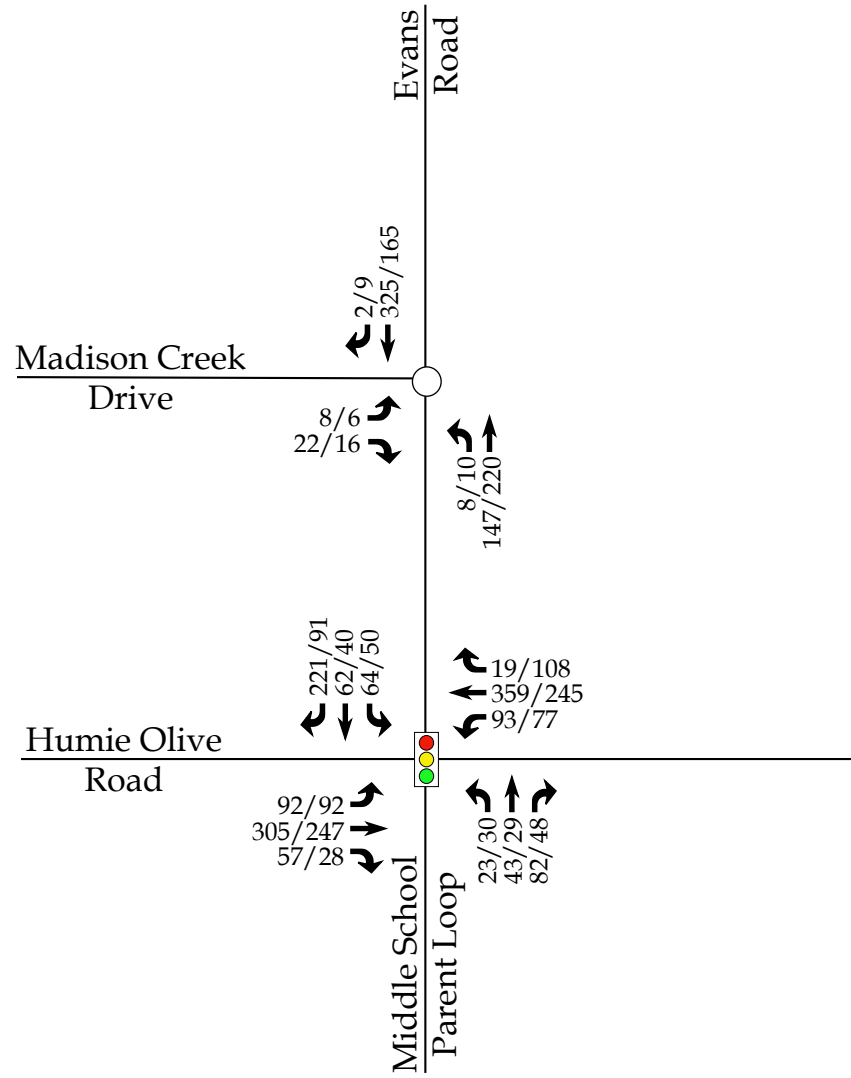 Evans
Road
2/9
325/165
Madison Creek
Drive
8/6
22/16
8/10
147/220
221/91
62/40
64/50
19/108
359/245
93/77
Humie Olive
Road
92/92
305/247
57/28
23/30
43/29
82/48
Middle School
Parent Loop